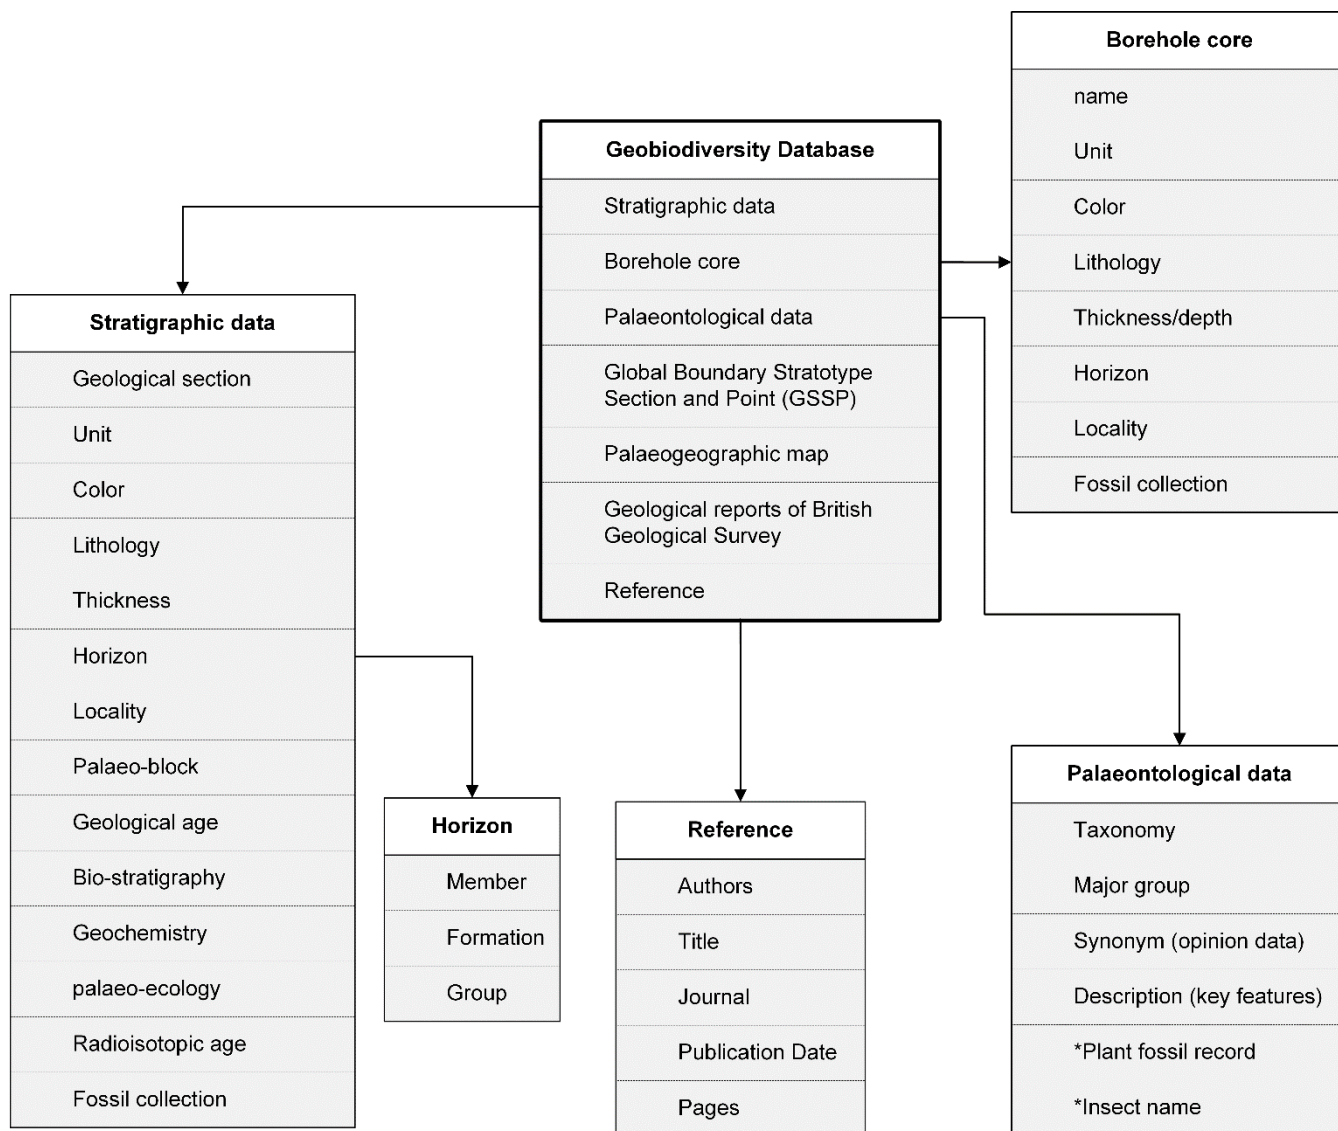 Geobiodiversity Database
Stratigraphic data
Borehole core
Palaeontological data
Global Boundary Stratotype
Section and Point (GSSP)
Palaeogeographic map
Geological reports of British
Geological Survey
Reference
Borehole core
name
Unit
Color
Lithology
Thickness/depth
Horizon
Locality
Fossil collection
Stratigraphic data
Geological section
Unit
Color
Lithology
Thickness
Horizon
Locality
Palaeo-block
Geological age
Bio-stratigraphy
Geochemistry
palaeo-ecology
Radioisotopic age
Fossil collection
Horizon
Member
Formation
Group
Reference
Authors
Title
Journal
Publication Date
Pages
Palaeontological data
Taxonomy
Major group
Synonym (opinion data)
Description (key features)
*Plant fossil record
*Insect name